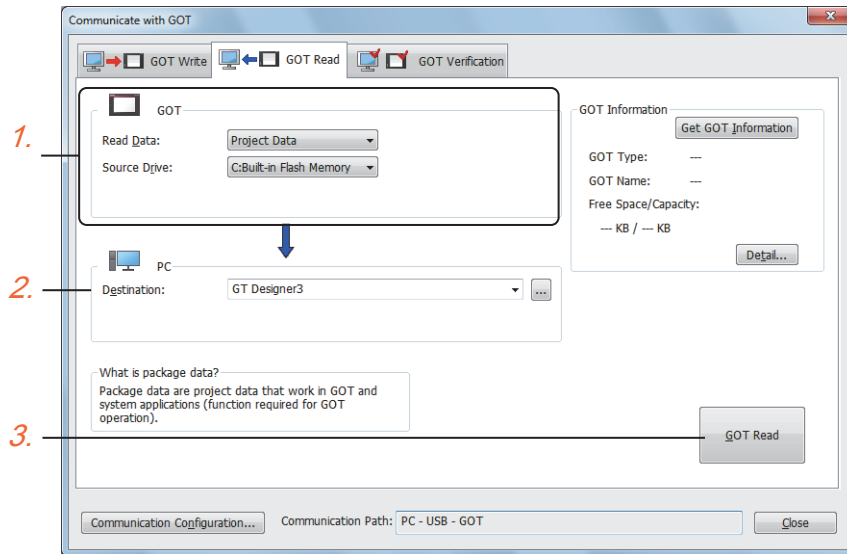 Communicate with GOT
GOT Write
GOT Read
GOT Verification
1.
GOT
Read Data:
Project Data
Source Drive:
C:Built-in Flash Memory
GOT Information
Get GOT Information
GOT Type:
---
GOT Name:
---
Free Space/Capacity:
--- KB / --- KB
Detail...
2.
PC
Destination:
GT Designer3
...
What is package data?
Package data are project data that work in GOT and
system applications (function required for GOT
operation).
3.
GOT Read
Communication Configuration...
Communication Path:
PC - USB - GOT
Close